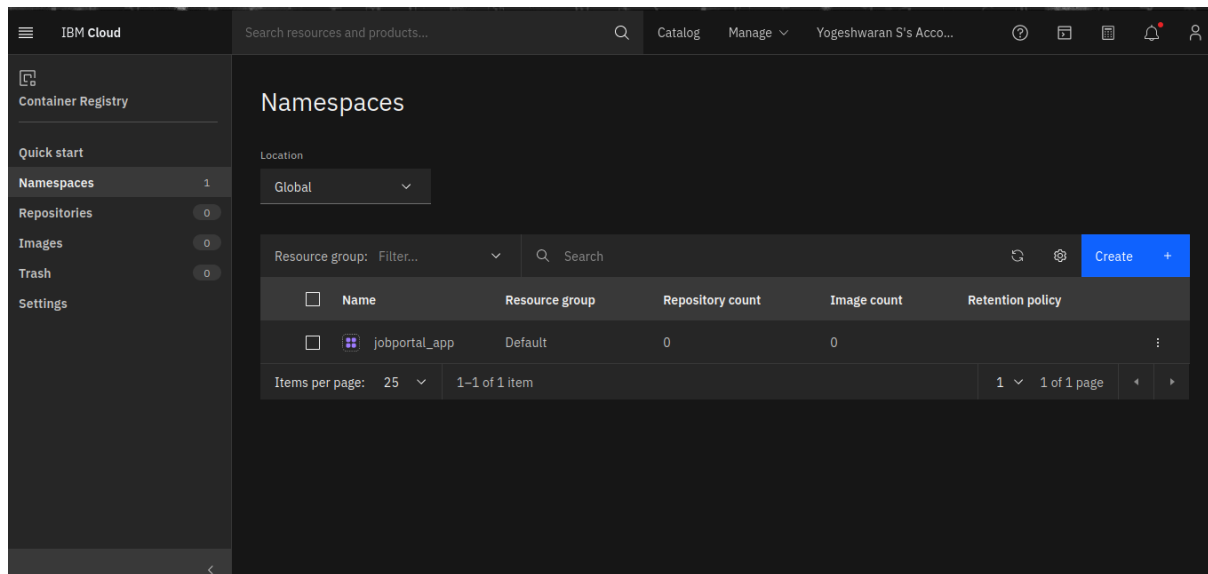 IBM Cloud Search resources and products... Catalog Manage Yogeshwaran S's Acco...
Container Registry
Quick start
Namespaces 1
Repositories 0
Images 0
Trash 0
Settings
Namespaces
Location
Global
Resource group: Filter... Search Create +
Name Resource group Repository count Image count Retention policy
jobportal_app Default 0 0
Items per page: 25 1–1 of 1 item 1 1 of 1 page